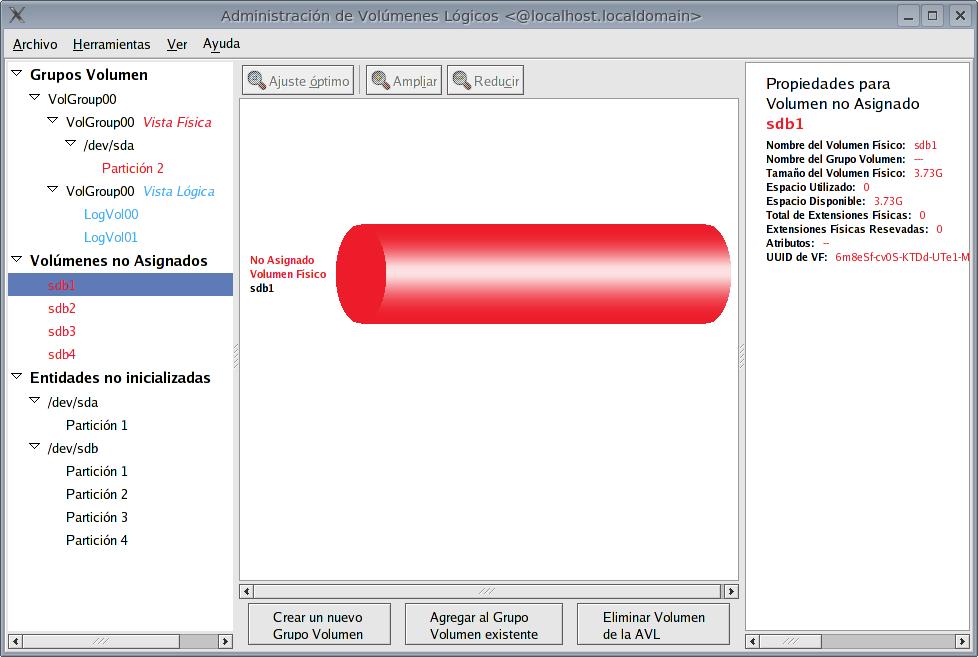 Administración de Volúmenes Lógicos <@localhost.localdomain>
Archivo Herramientas Ver Ayuda
Grupos Volumen
VolGroup00
VolGroup00 Vista Física
/dev/sda
Partición 2
VolGroup00 Vista Lógica
LogVol00
LogVol01
Volúmenes no Asignados
sdb1
sdb2
sdb3
sdb4
Entidades no inicializadas
/dev/sda
Partición 1
/dev/sdb
Partición 1
Partición 2
Partición 3
Partición 4
Ajuste óptimo Ampliar Reducir
No Asignado
Volumen Fisico
sdb1
Crear un nuevo
Grupo Volumen
Agregar al Grupo
Volumen existente
Eliminar Volumen
de la AVL
Propiedades para
Volumen no Asignado
sdb1
Nombre del Volumen Físico: sdb1
Nombre del Grupo Volumen: ---
Tamaño del Volumen Físico: 3.73G
Espacio Utilizado: 0
Espacio Disponible: 3.73G
Total de Extensiones Físicas: 0
Extensiones Físicas Resevadas: 0
Atributos: --
UUID de VF: 6m8eSf-cv0S-KTDd-UTe1-M